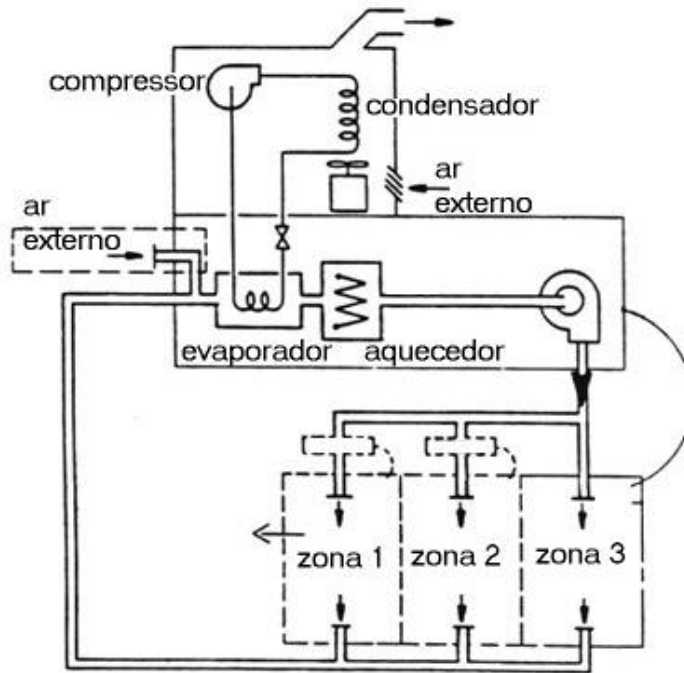 compressor
condensador
ar
externo
ar
externo
evaporador
aquecedor
zona 1
zona 2
zona 3